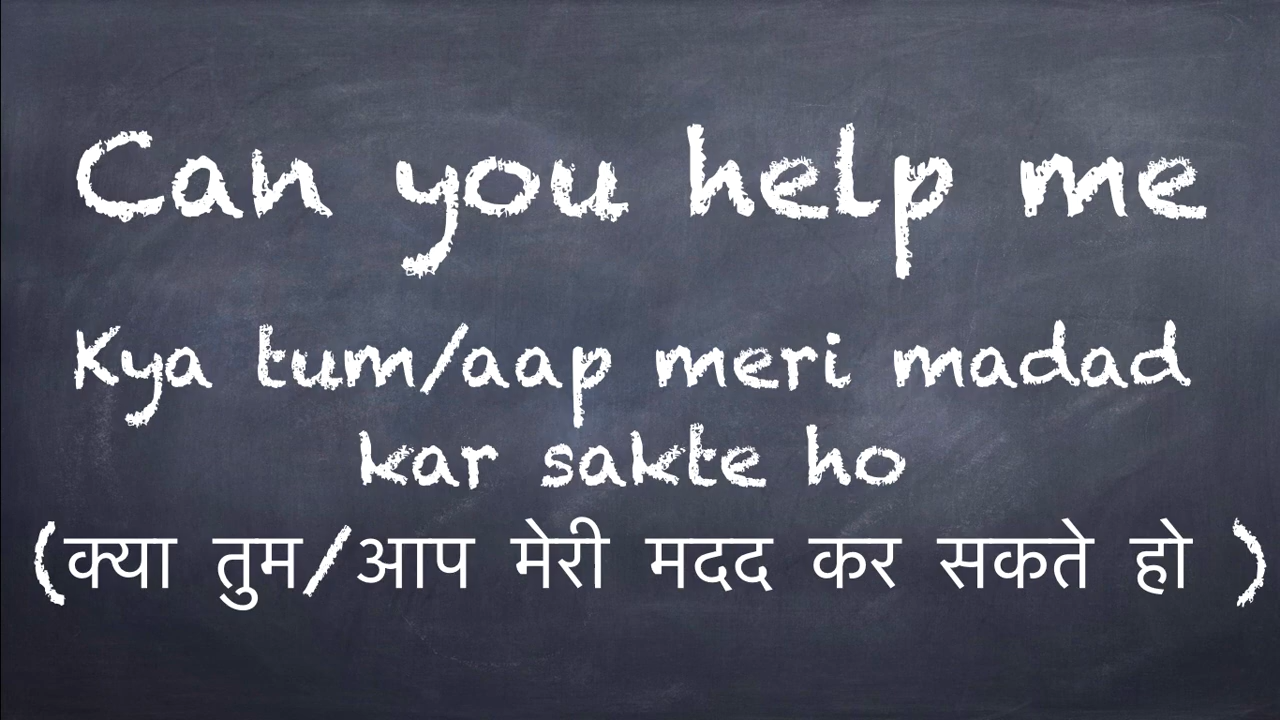 Can you help me
Kya tum/aap meri madad
kar sakte ho
(क्या तुम/आप मेरी मदद कर सकते हो )